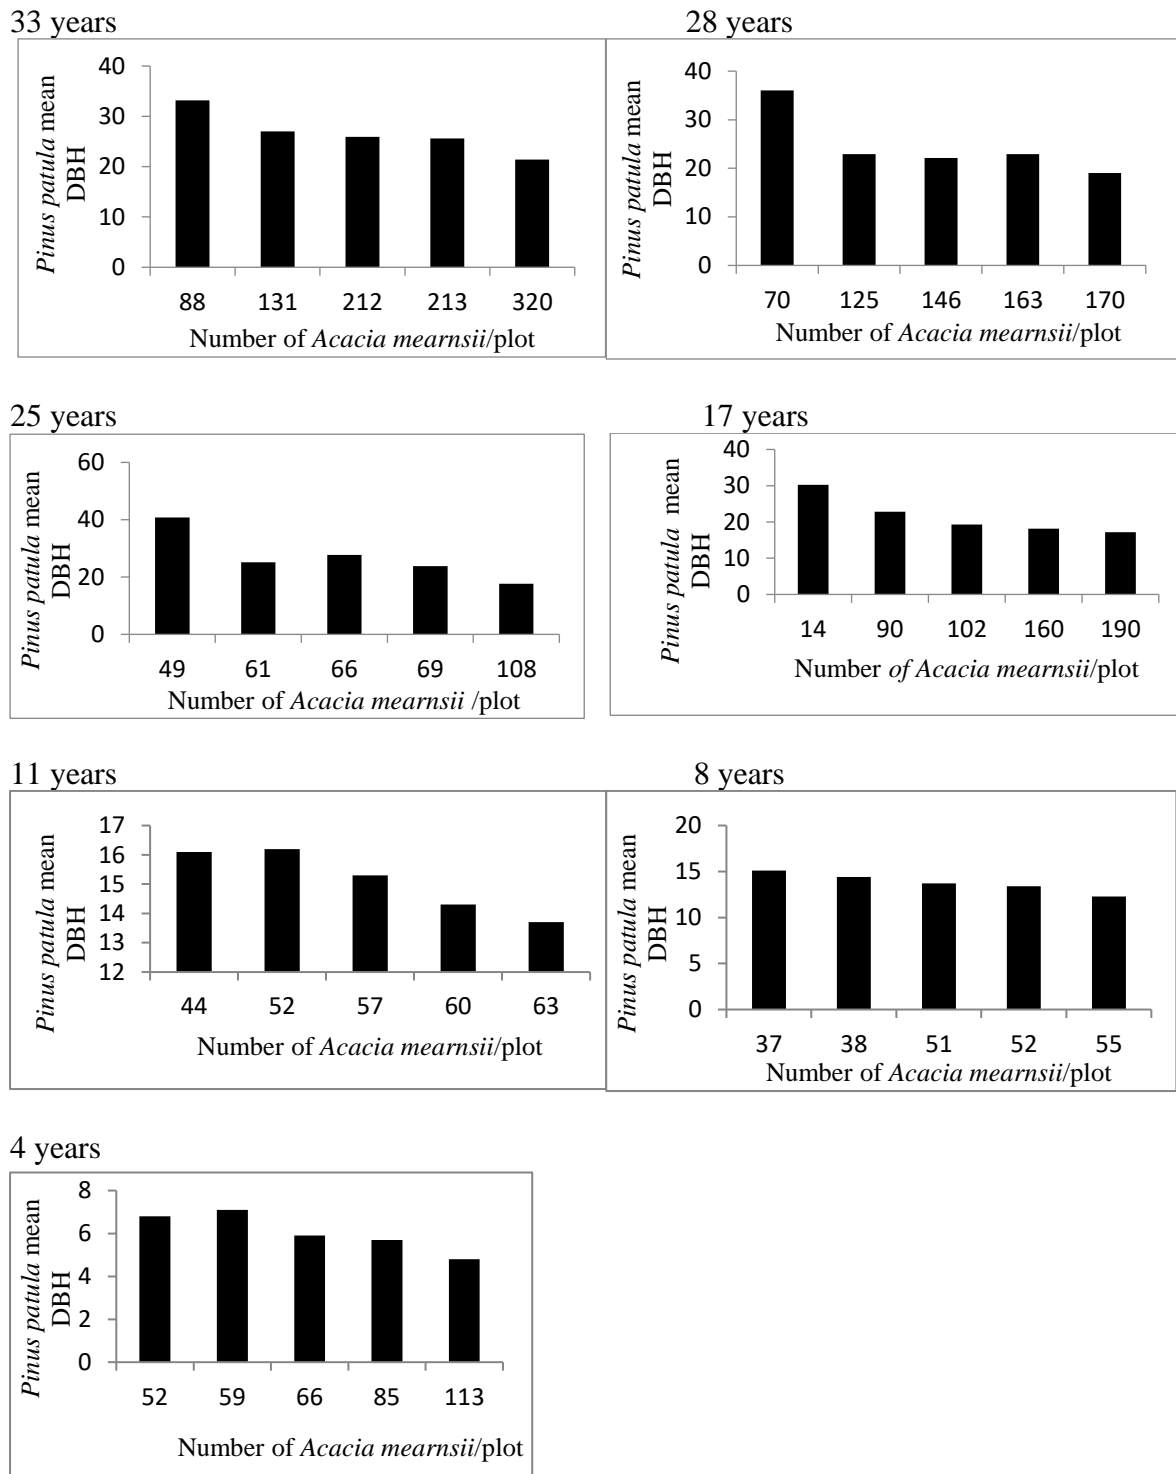 33 years
28 years
40
30
20
10
0
Pinus patula mean
DBH
88 131 212 213 320
Number of Acacia mearnsii/plot
40
30
20
10
0
Pinus patula mean
DBH
70 125 146 163 170
Number of Acacia mearnsii/plot
25 years
17 years
60
40
20
0
Pinus patula mean
DBH
49 61 66 69 108
Number of Acacia mearnsii /plot
40
30
20
10
0
Pinus patula mean
DBH
14 90 102 160 190
Number of Acacia mearnsii/plot
11 years
8 years
17
16
15
14
13
12
Pinus patula mean
DBH
44 52 57 60 63
Number of Acacia mearnsii/plot
20
15
10
5
0
Pinus patula mean
DBH
37 38 51 52 55
Number of Acacia mearnsii/plot
4 years
8
6
4
2
0
Pinus patula mean
DBH
52 59 66 85 113
Number of Acacia mearnsii/plot